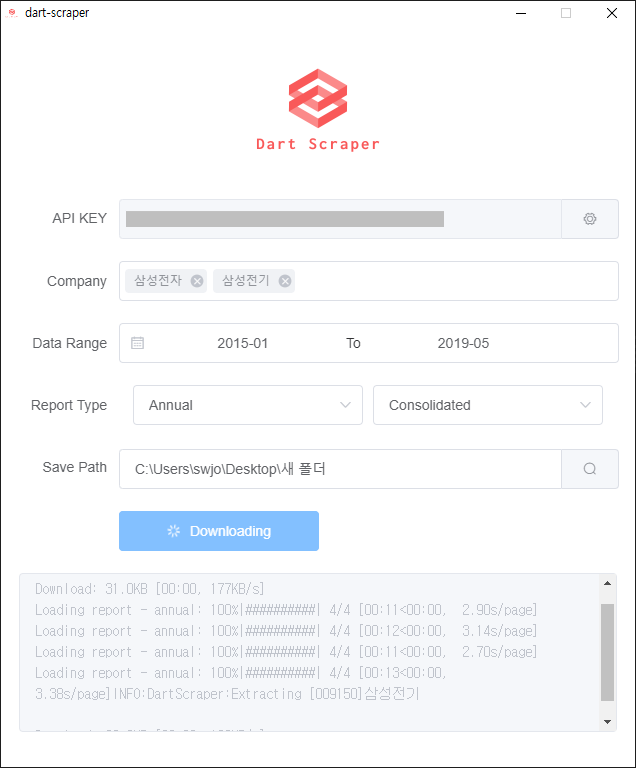 dart-scraper
Dart Scraper
API KEY
Company 삼성전자 삼성전기
Data Range 2015-01 To 2019-05
Report Type Annual Consolidated
Save Path C:\Users\swjo\Desktop\새 폴더
Downloading
Download: 31.0KB [00:00, 177KB/s]
Loading report - annual: 100%|##########| 4/4 [00:11<00:00,  2.90s/page]
Loading report - annual: 100%|##########| 4/4 [00:12<00:00,  3.14s/page]
Loading report - annual: 100%|##########| 4/4 [00:11<00:00,  2.70s/page]
Loading report - annual: 100%|##########| 4/4 [00:13<00:00,
3.38s/page]INFO:DartScraper:Extracting [009150]삼성전기